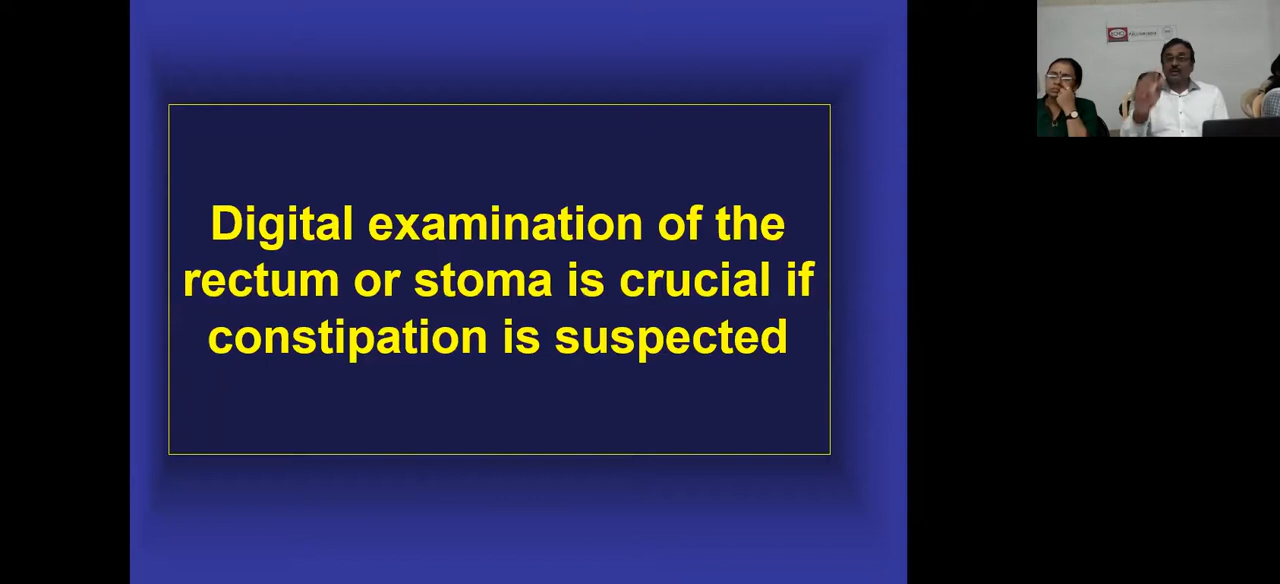 Digital examination of the
rectum or stoma is crucial if
constipation is suspected